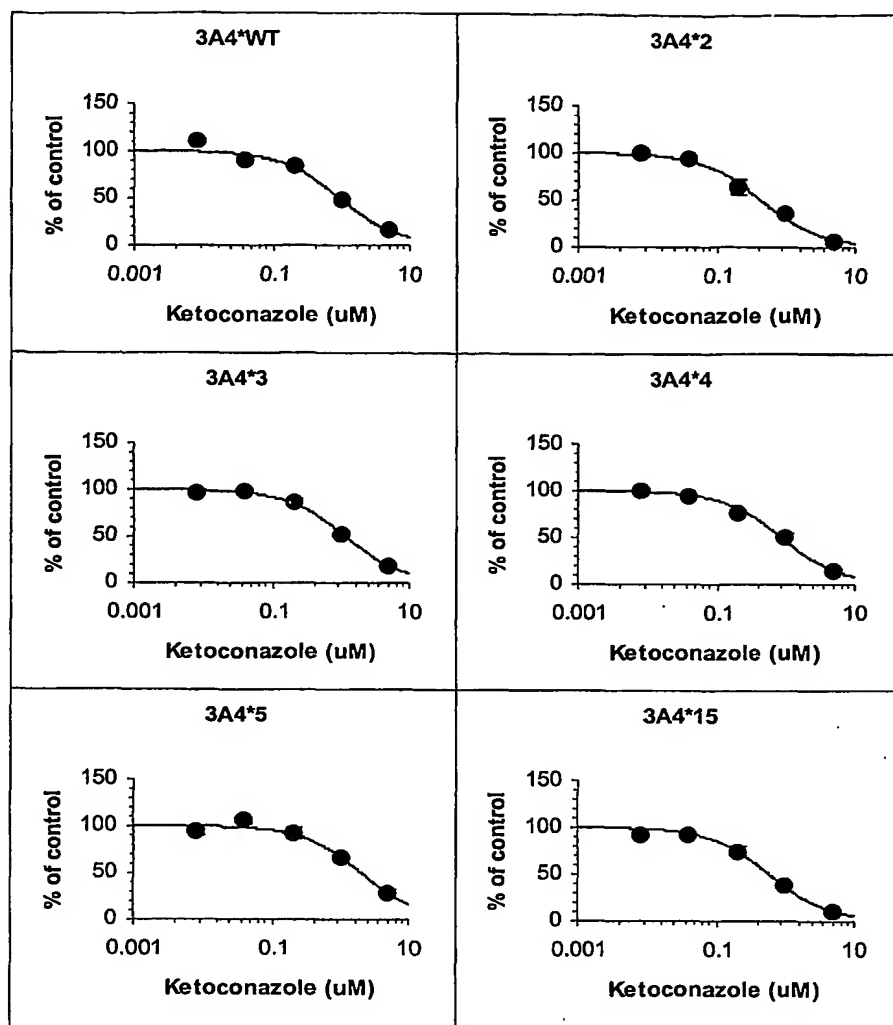 3A4*WT
% of control
150
100
50
0
0.001 0.1 10
Ketoconazole (uM)
3A4*2
% of control
150
100
50
0
0.001 0.1 10
Ketoconazole (uM)
3A4*3
% of control
150
100
50
0
0.001 0.1 10
Ketoconazole (uM)
3A4*4
% of control
150
100
50
0
0.001 0.1 10
Ketoconazole (uM)
3A4*5
% of control
150
100
50
0
0.001 0.1 10
Ketoconazole (uM)
3A4*15
% of control
150
100
50
0
0.001 0.1 10
Ketoconazole (uM)